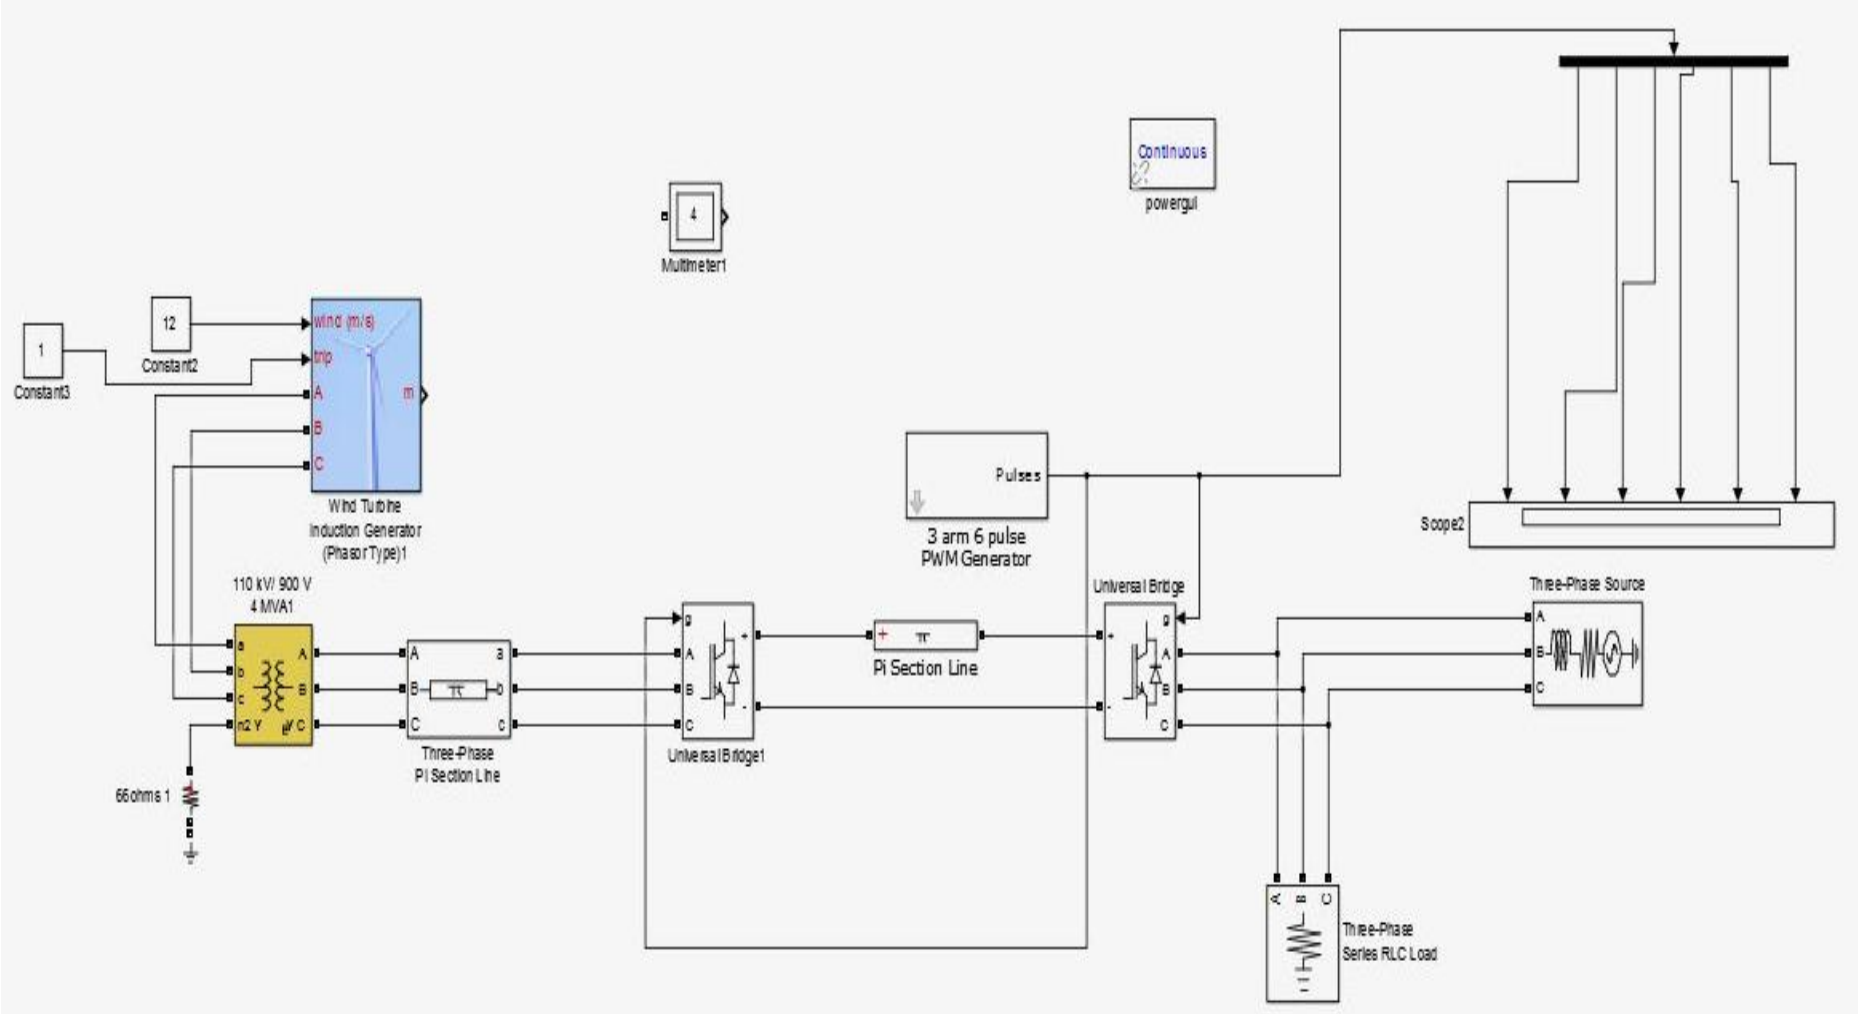 Continuous
powergui
4
Multimeter1
12
Constant2
1
Constant3
wind (m/s)
trip
A
B
C
m
Wind Turbine
Induction Generator
(Phasor Type)1
Pulses
3 arm 6 pulse
PWM Generator
Scope2
110 kV/ 900 V
4 MVA1
a
b
c
n2 Y
A
B
C
A
B
C
a
b
c
Three-Phase
PI Section Line
66ohms 1
g
A
B
C
+
-
Universal Bridge1
+
Pi Section Line
Universal Bridge
+
-
g
A
B
C
Three-Phase Source
A
B
C
A
B
C
Three-Phase
Series RLC Load